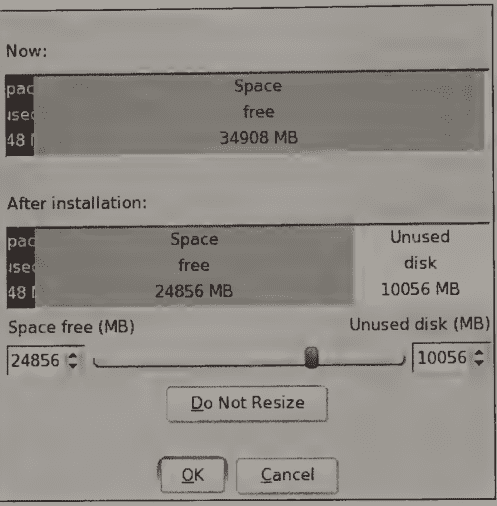 Now:
Space
free
34908 MB
After installation:
Space
free
24856 MB
Unused
disk
10056 MB
Space free (MB)
Unused disk (MB)
24856
10056
Do Not Resize
OK
Cancel